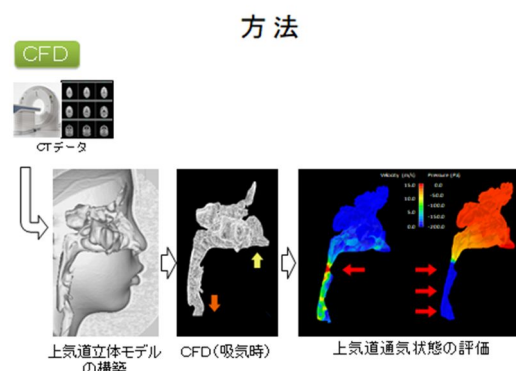 方法
CFD
CTデータ
Velocity (m/s)
Pressure (Pa)
15.0
10.0
5.0
0.0
0.0
-50.0
-100.0
-150.0
-200.0
上気道立体モデル
の構築
CFD(吸気時)
上気道通気状態の評価